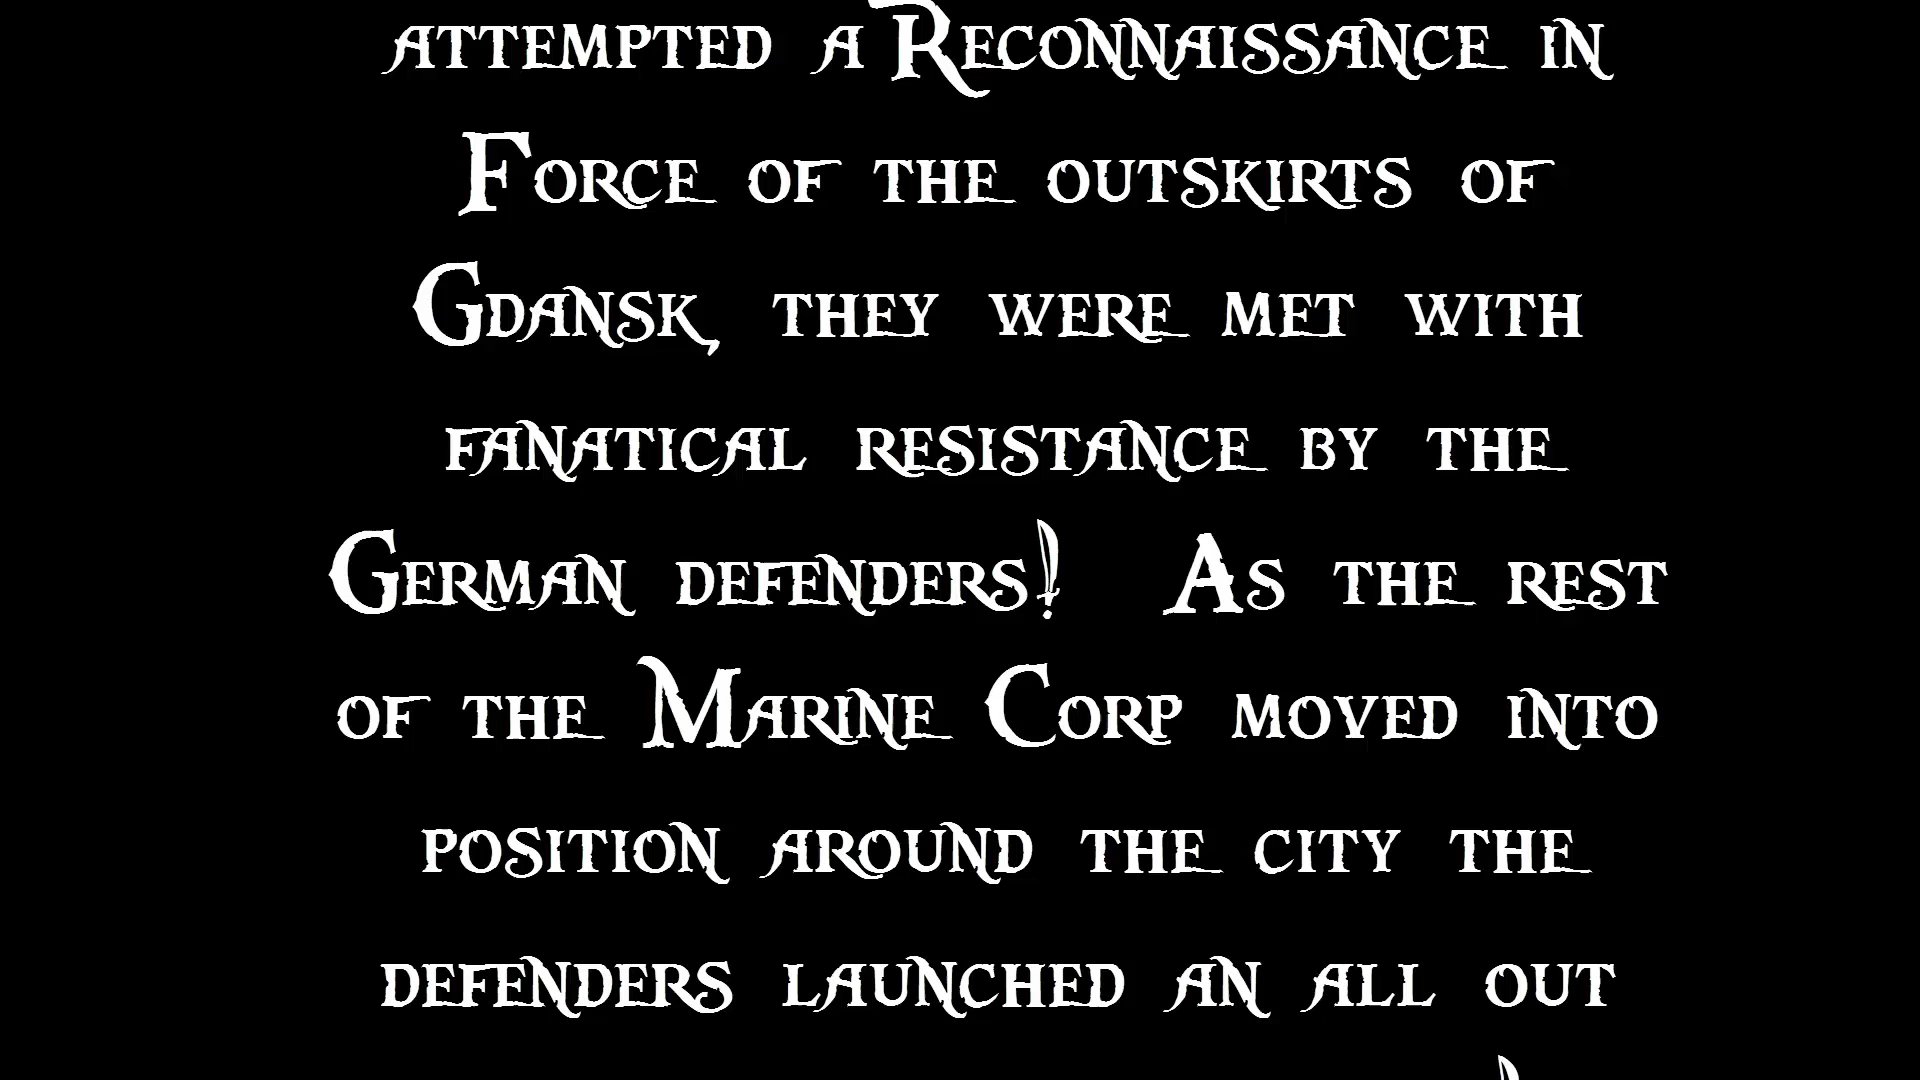 attempted a Reconnaissance in
Force of the outskirts of
Gdansk, they were met with
fanatical resistance by the
German defenders! As the rest
of the Marine Corp moved into
position around the city the
defenders launched an all out